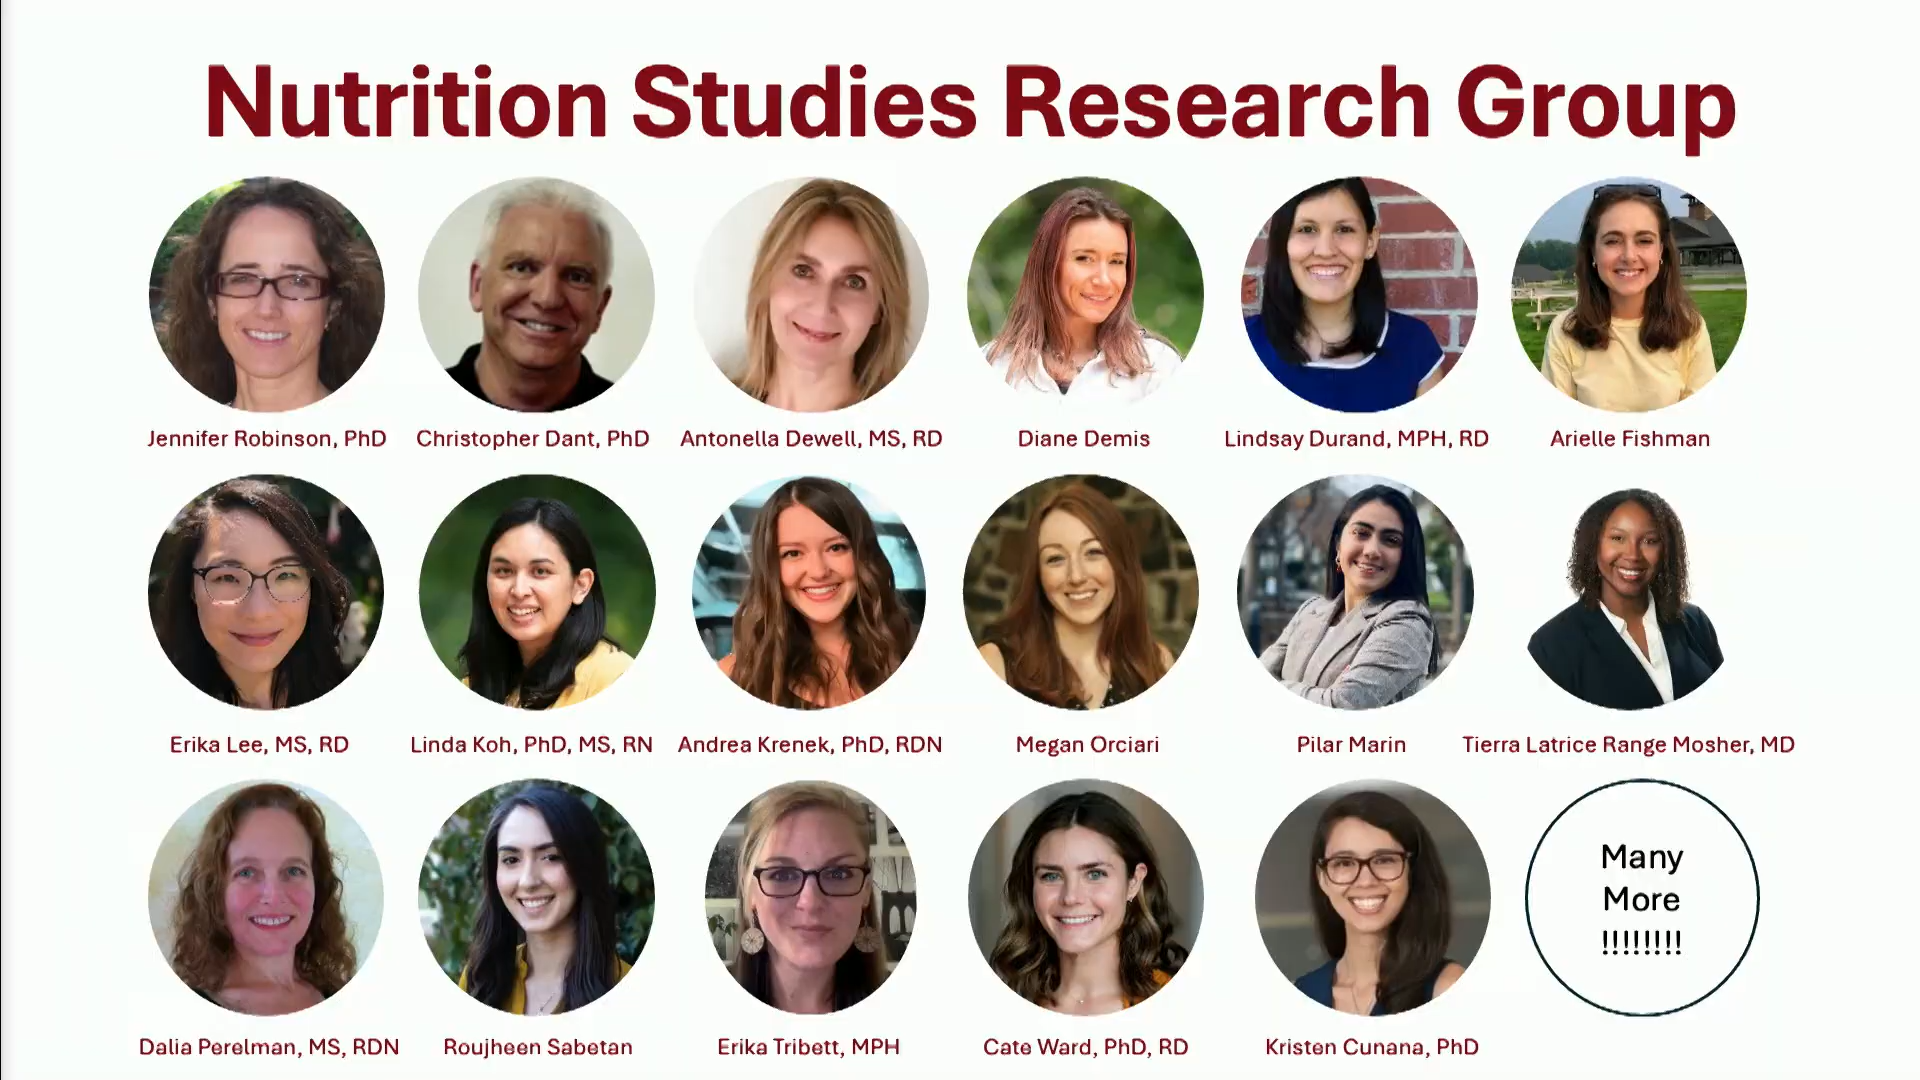 Nutrition Studies Research Group
Jennifer Robinson, PhD
Christopher Dant, PhD
Antonella Dewell, MS, RD
Diane Demis
Lindsay Durand, MPH, RD
Arielle Fishman
Erika Lee, MS, RD
Linda Koh, PhD, MS, RN
Andrea Krenek, PhD, RDN
Megan Orciari
Pilar Marin
Tierra Latrice Range Mosher, MD
Many
More
!!!!!!!!
Dalia Perelman, MS, RDN
Roujheen Sabetan
Erika Tribett, MPH
Cate Ward, PhD, RD
Kristen Cunana, PhD